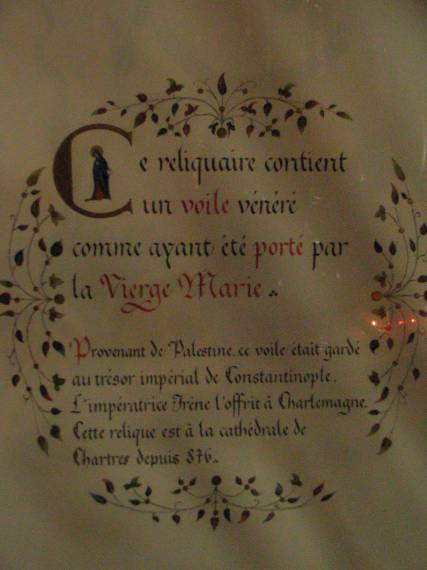 Ce reliquaire contient
un voile vénéré
comme ayant été porté par
la Vierge Marie.
Provenant de Palestine, ce voile était gardé
au trésor impérial de Constantinople.
L'impératrice Irène l'offrit à Charlemagne.
Cette relique est à la cathédrale de
Chartres depuis 876.